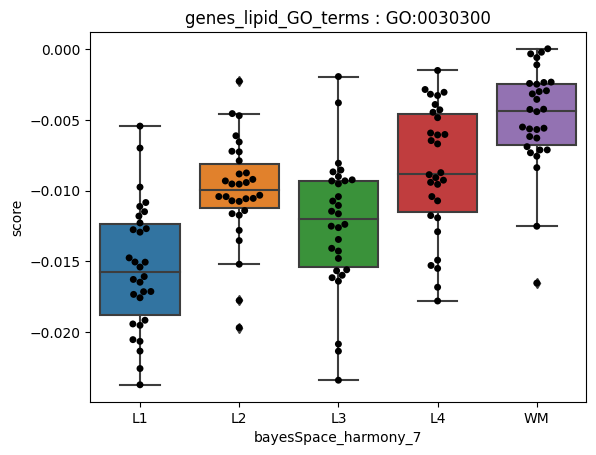 genes_lipid_GO_terms : GO:0030300
0.000
−0.005
−0.010
−0.015
−0.020
score
L1 L2 L3 L4 WM
bayesSpace_harmony_7